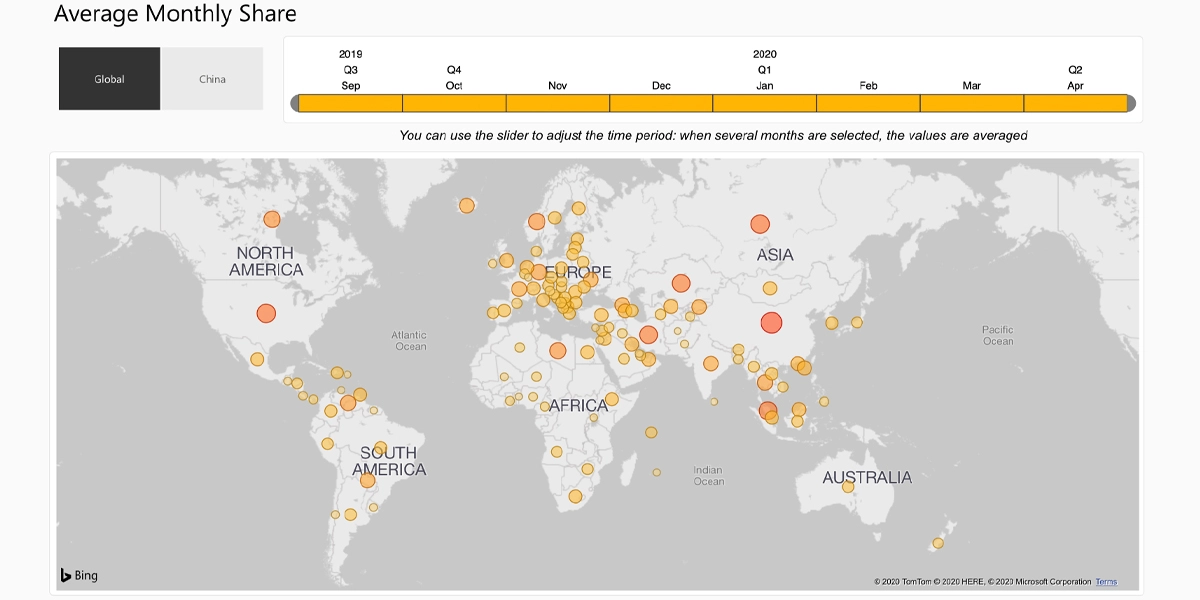 Average Monthly Share
Global
China
2019
2020
Q3
Q4
Q1
Q2
Sep
Oct
Nov
Dec
Jan
Feb
Mar
Apr
You can use the slider to adjust the time period: when several months are selected, the values are averaged
NORTH
AMERICA
EUROPE
ASIA
Atlantic
Ocean
Pacific
Ocean
AFRICA
SOUTH
AMERICA
Indian
Ocean
AUSTRALIA
Bing
© 2020 TomTom © 2020 HERE, © 2020 Microsoft Corporation Terms